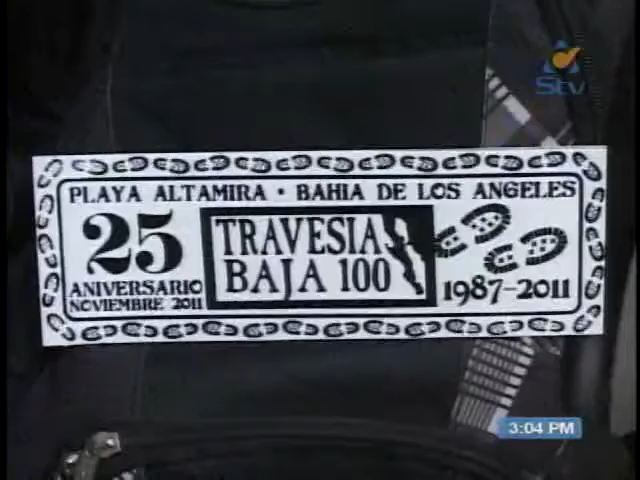 Stv
PLAYA ALTAMIRA • BAHIA DE LOS ANGELES
25
ANIVERSARIO
NOVIEMBRE 2011
TRAVESIA
BAJA 100
1987-2011
3:04 PM